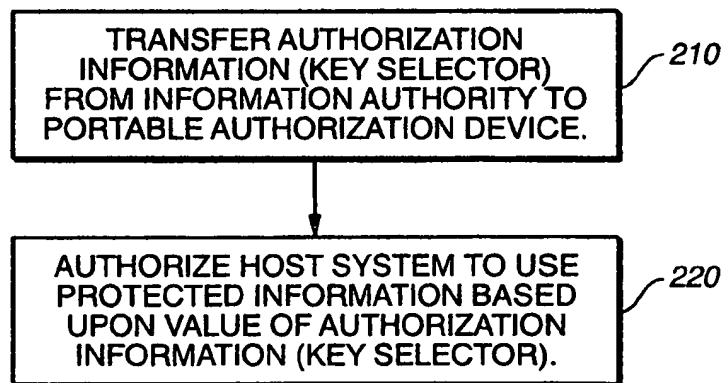 TRANSFER AUTHORIZATION
INFORMATION (KEY SELECTOR)
FROM INFORMATION AUTHORITY TO
PORTABLE AUTHORIZATION DEVICE.
210
AUTHORIZE HOST SYSTEM TO USE
PROTECTED INFORMATION BASED
UPON VALUE OF AUTHORIZATION
INFORMATION (KEY SELECTOR).
220